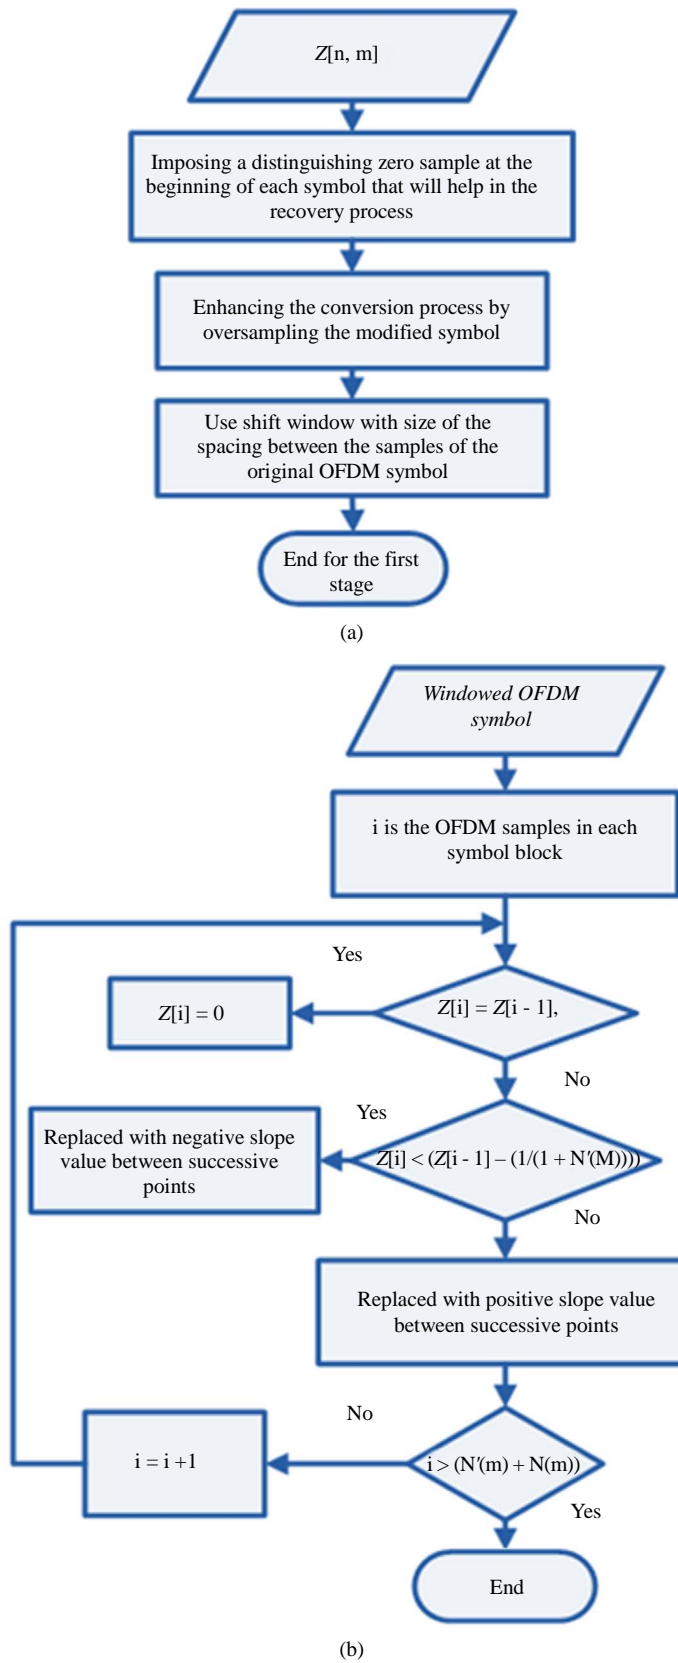 Z[n, m]
Imposing a distinguishing zero sample at the
beginning of each symbol that will help in the
recovery process
Enhancing the conversion process by
oversampling the modified symbol
Use shift window with size of the
spacing between the samples of the
original OFDM symbol
End for the first
stage
(a)
Windowed OFDM
symbol
i is the OFDM samples in each
symbol block
Yes
Z[i] = Z[i - 1],
Z[i] = 0
No
Yes
Z[i] < (Z[i - 1] – (1/(1 + N′(M))))
Replaced with negative slope
value between successive
points
No
Replaced with positive slope value
between successive points
No
i > (N′(m) + N(m))
i = i +1
Yes
End
(b)